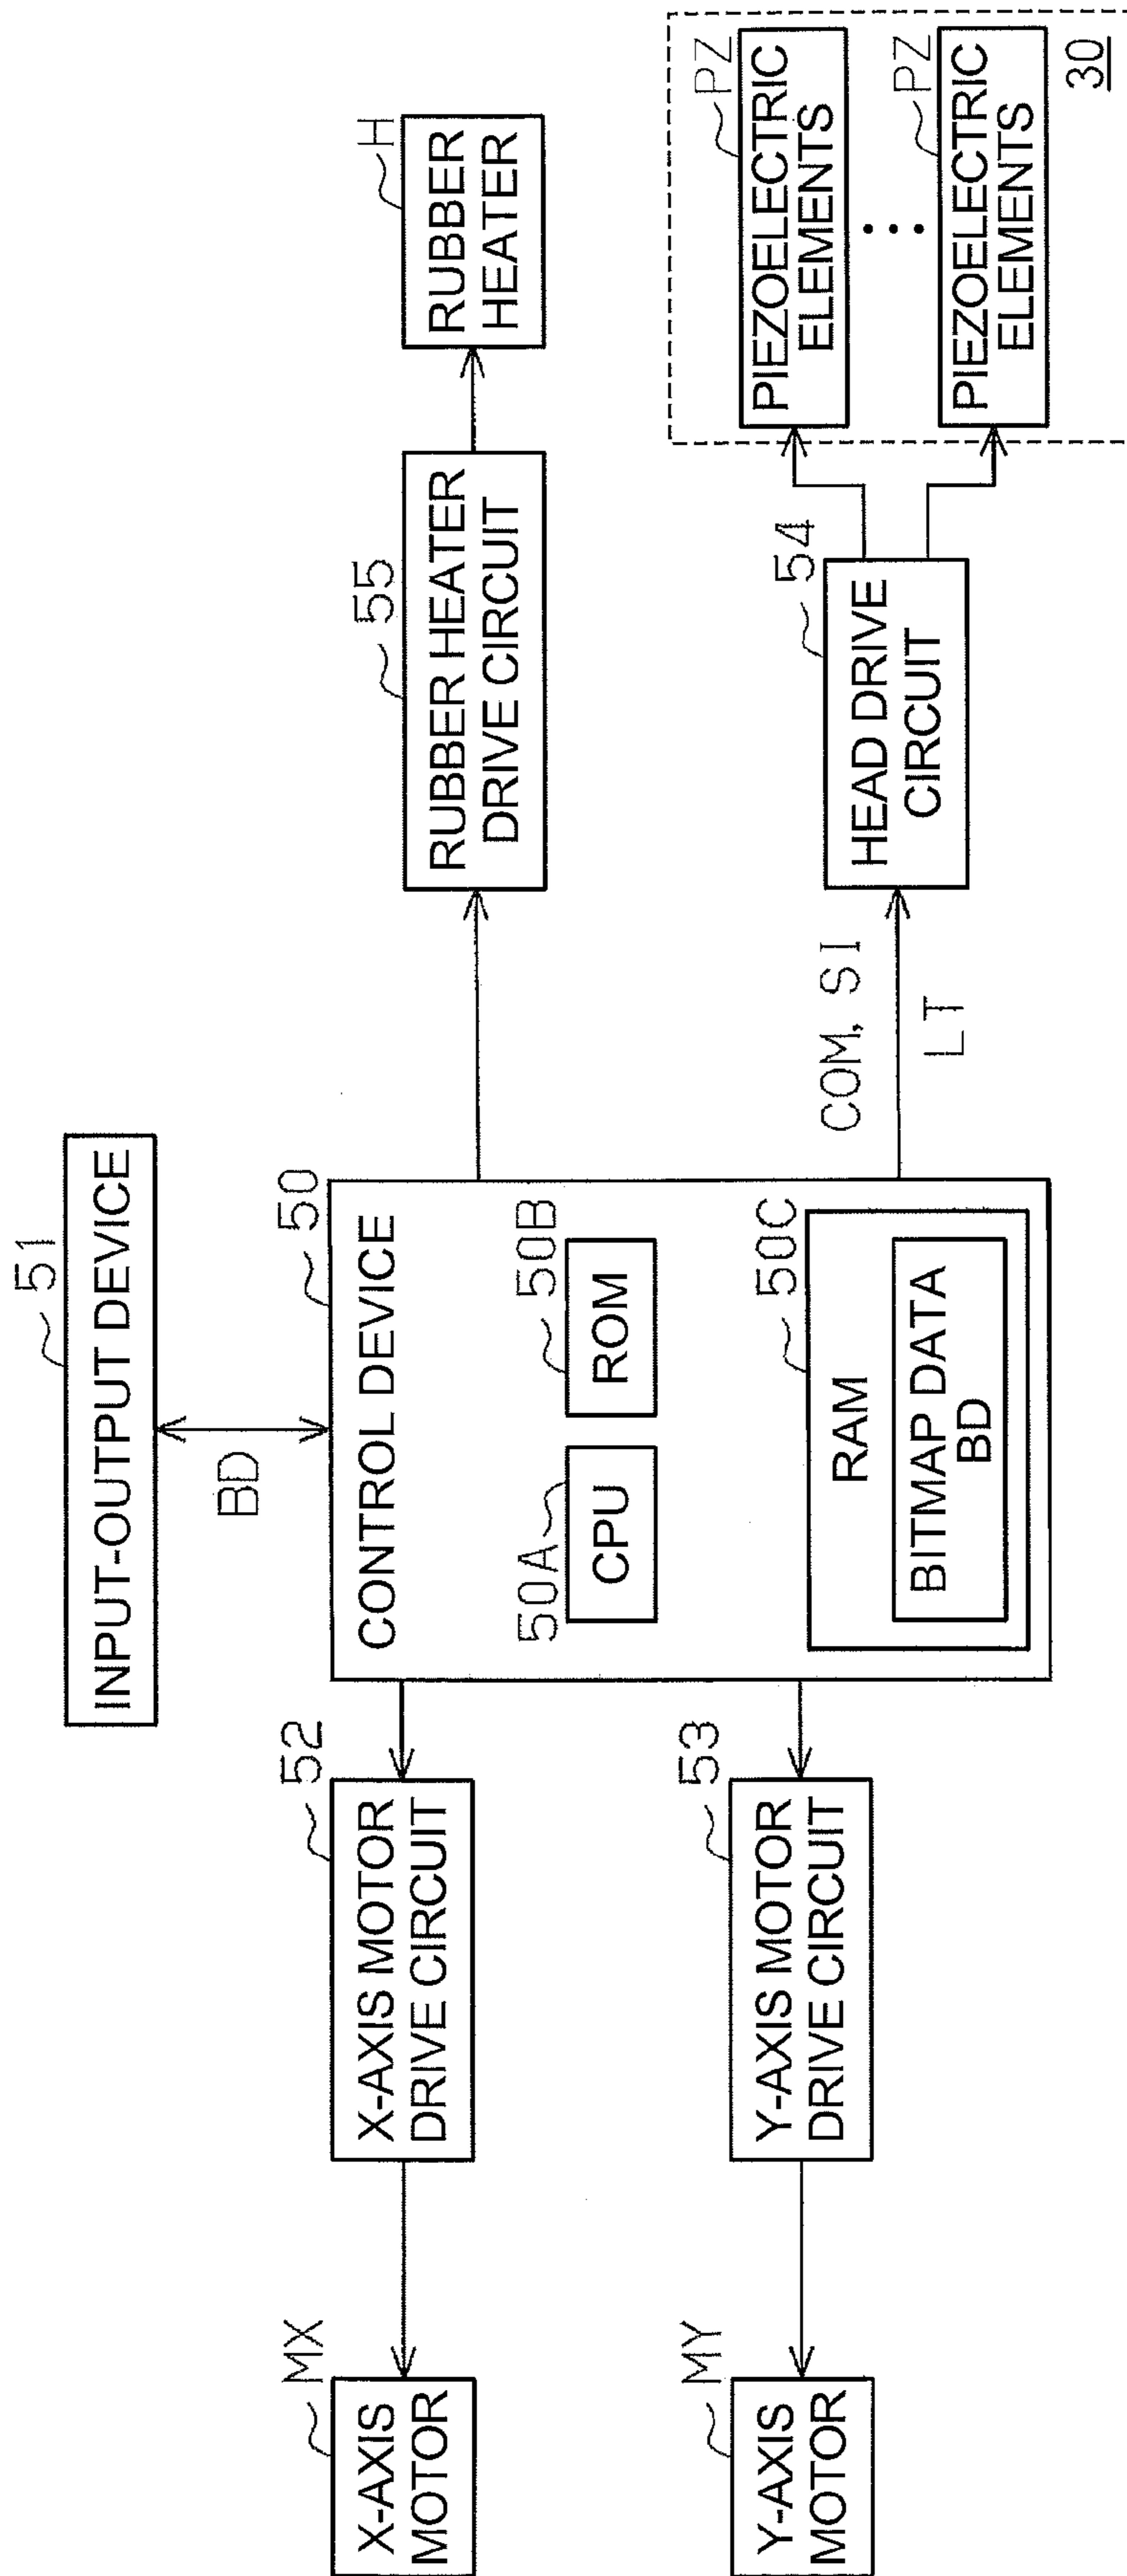 51
INPUT-OUTPUT DEVICE
BD
50
CONTROL DEVICE
50A
CPU
50B
ROM
50C
RAM
BITMAP DATA
BD
52
X-AXIS MOTOR
DRIVE CIRCUIT
MX
X-AXIS
MOTOR
53
Y-AXIS MOTOR
DRIVE CIRCUIT
MY
Y-AXIS
MOTOR
55
RUBBER HEATER
DRIVE CIRCUIT
H
RUBBER
HEATER
COM, SI
LT
54
HEAD DRIVE
CIRCUIT
PZ
PIEZOELECTRIC
ELEMENTS
PZ
PIEZOELECTRIC
ELEMENTS
30